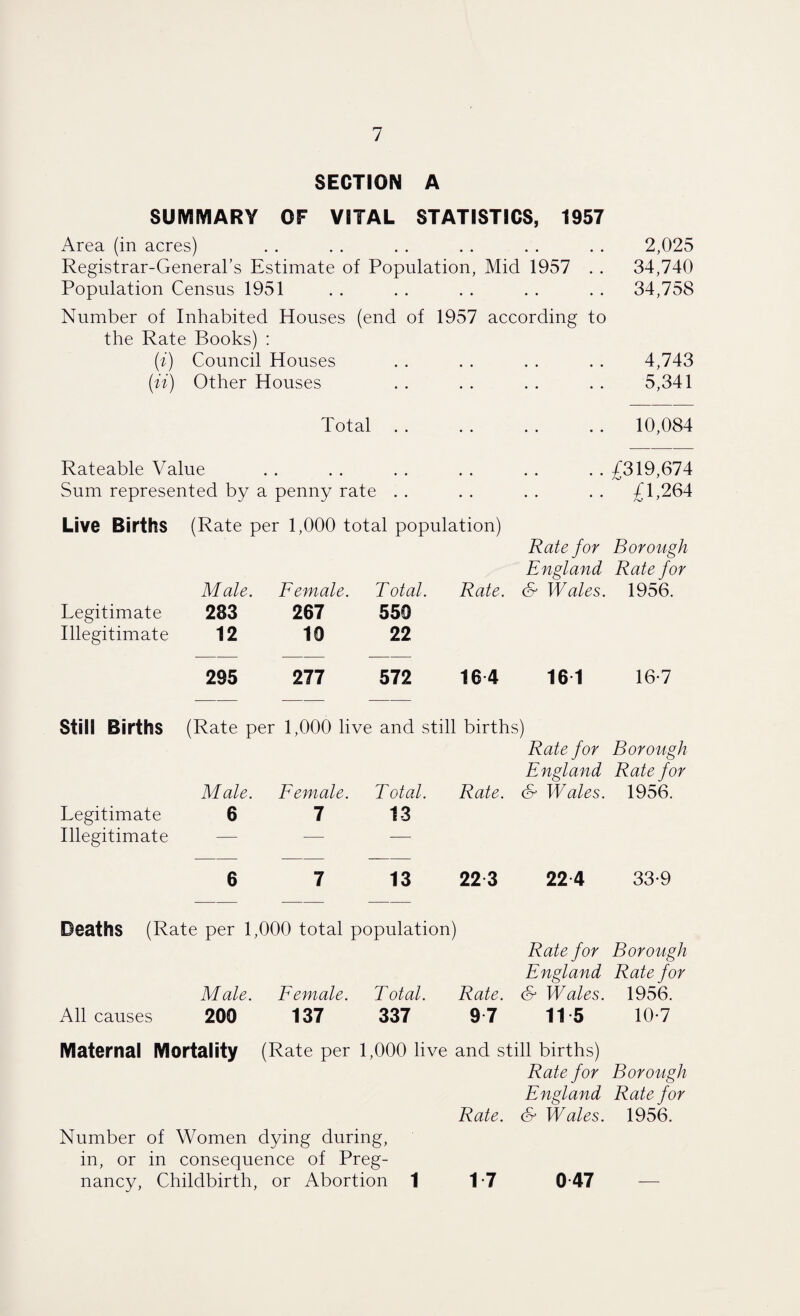 7
SECTION A
SUMMARY OF VITAL STATISTICS, 1957
Area (in acres) . . . . . . . . . . . . 2,025
Registrar-General's Estimate of Population, Mid 1957 . . 34,740
Population Census 1951 . . . . . . . . . . 34,758
Number of Inhabited Houses (end of 1957 according to
the Rate Books) :
(i) Council Houses . . . . . . . . 4,743
(ii) Other Houses . . . . . . . . 5,341
Total . . . . . . . . 10,084
Rateable Value . . . . . . . . . . . . £319,674
Sum represented by a penny rate . . . . . . . . £1,264
Live Births (Rate per 1,000 total population)
Rate for Borough
England Rate for
Male. Female. Total. Rate. & Wales. 1956.
Legitimate 283 267 550
Illegitimate 12 10 22
295 277 572 16·4 16·1 16·7
Still Births (Rate per 1,000 live and still births)
Rate for Borough
England Rate for
Male. Female. Total. Rate. & Wales. 1956.
Legitimate 6 7 13
Illegitimate — — —
6 7 13 22·3 22·4 33·9
Deaths (Rate per 1,000 total population)
Rate for Borough
England Rate for
Male. Female. Total. Rate. & Wales. 1956.
All causes 200 137 337 9·7 11·5 10·7
Maternal Mortality (Rate per 1,000 live and still births)
Rate for Borough
England Rate for
Rate. & Wales. 1956.
Number of Women dying during,
in, or in consequence of Preg-
nancy, Childbirth, or Abortion 1 1·7 0·47 —